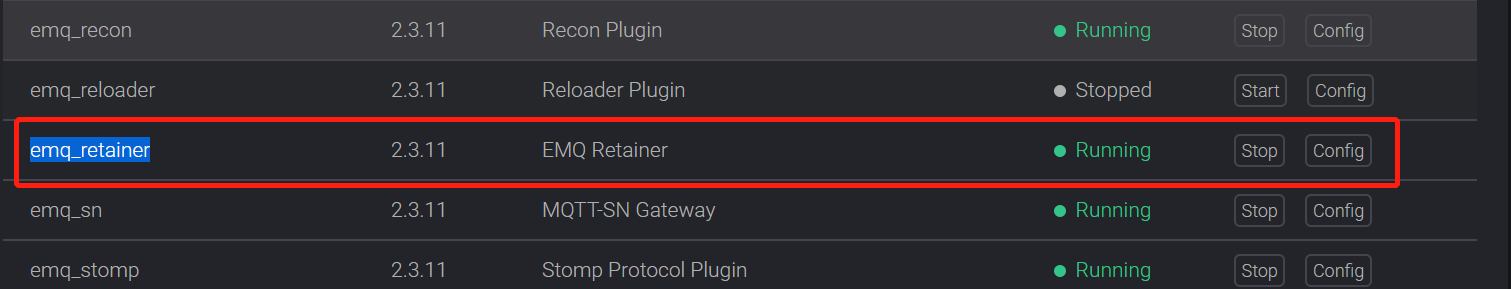 emq_recon 2.3.11 Recon Plugin Running Stop Config
emq_reloader 2.3.11 Reloader Plugin Stopped Start Config
emq_retainer 2.3.11 EMQ Retainer Running Stop Config
emq_sn 2.3.11 MQTT-SN Gateway Running Stop Config
emq_stomp 2.3.11 Stomp Protocol Plugin Running Stop Config